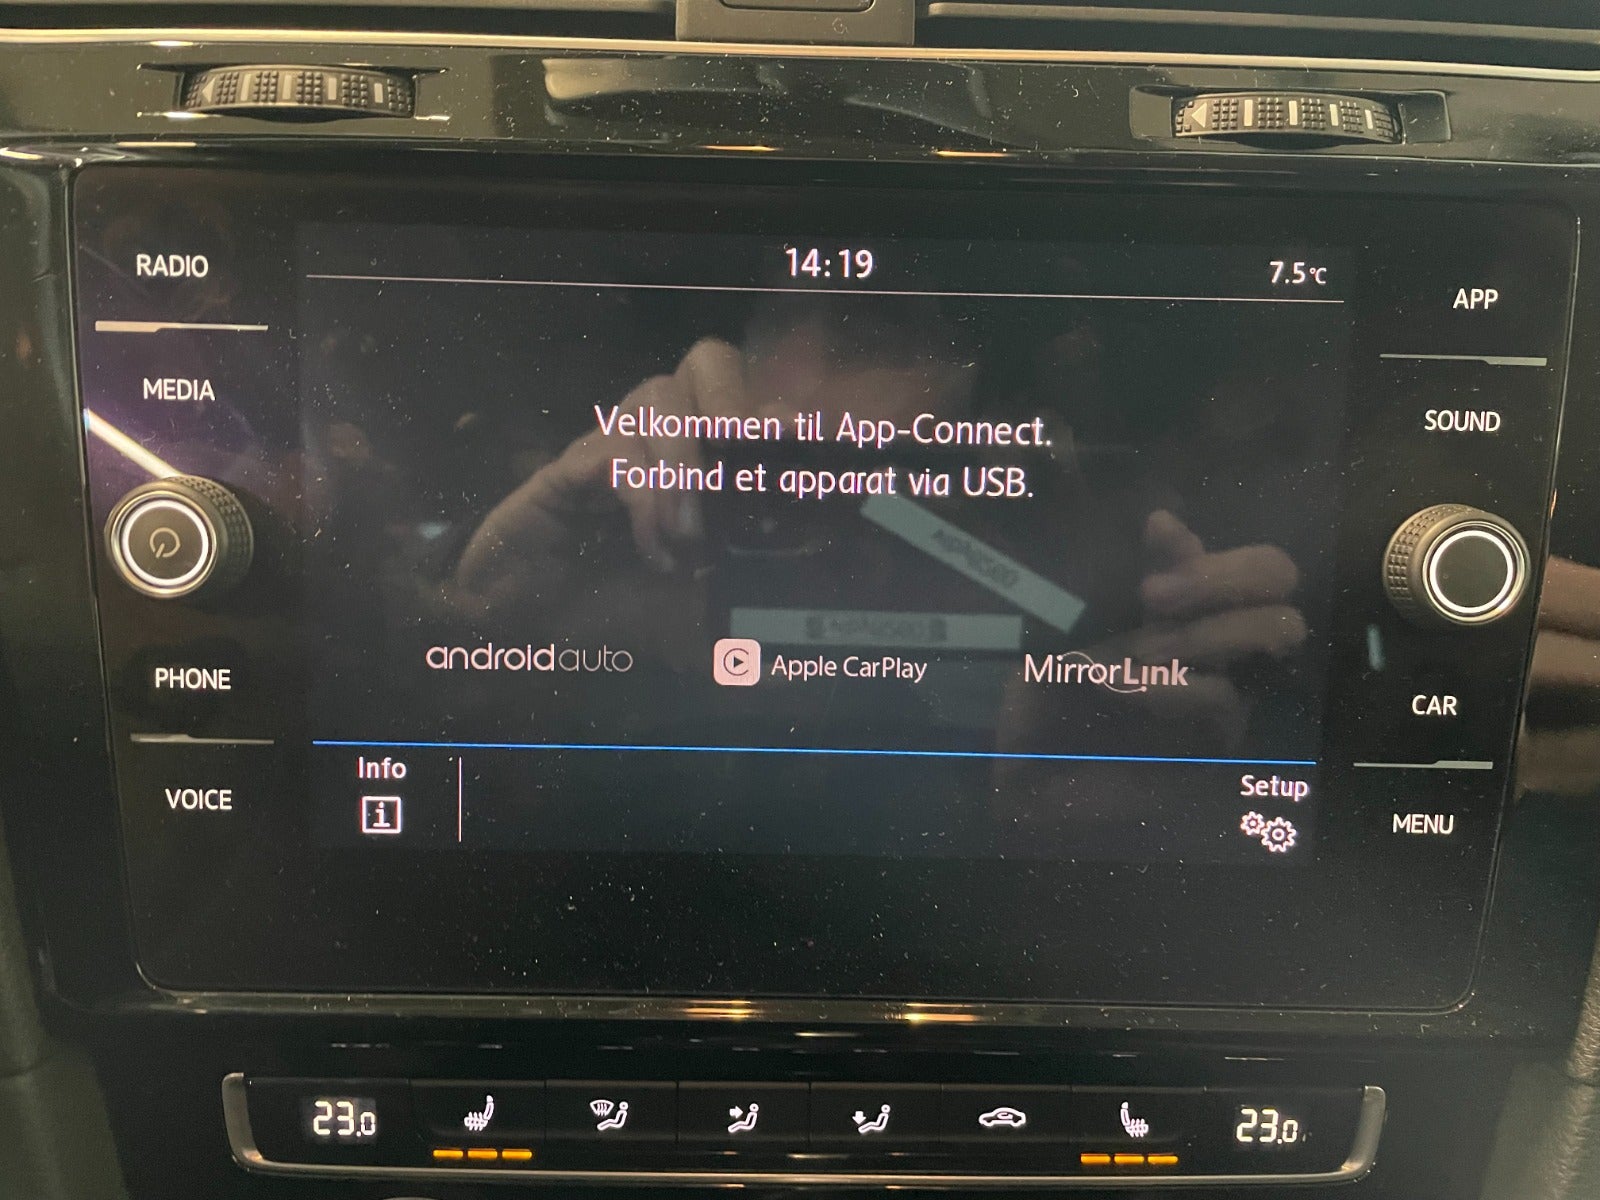 RADIO
14:19
7.5°C
APP
MEDIA
SOUND
Velkommen til App-Connect.
Forbind et apparat via USB.
PHONE
androidauto
Apple CarPlay
MirrorLink
CAR
VOICE
Info
i
Setup
MENU
23.0
23.0